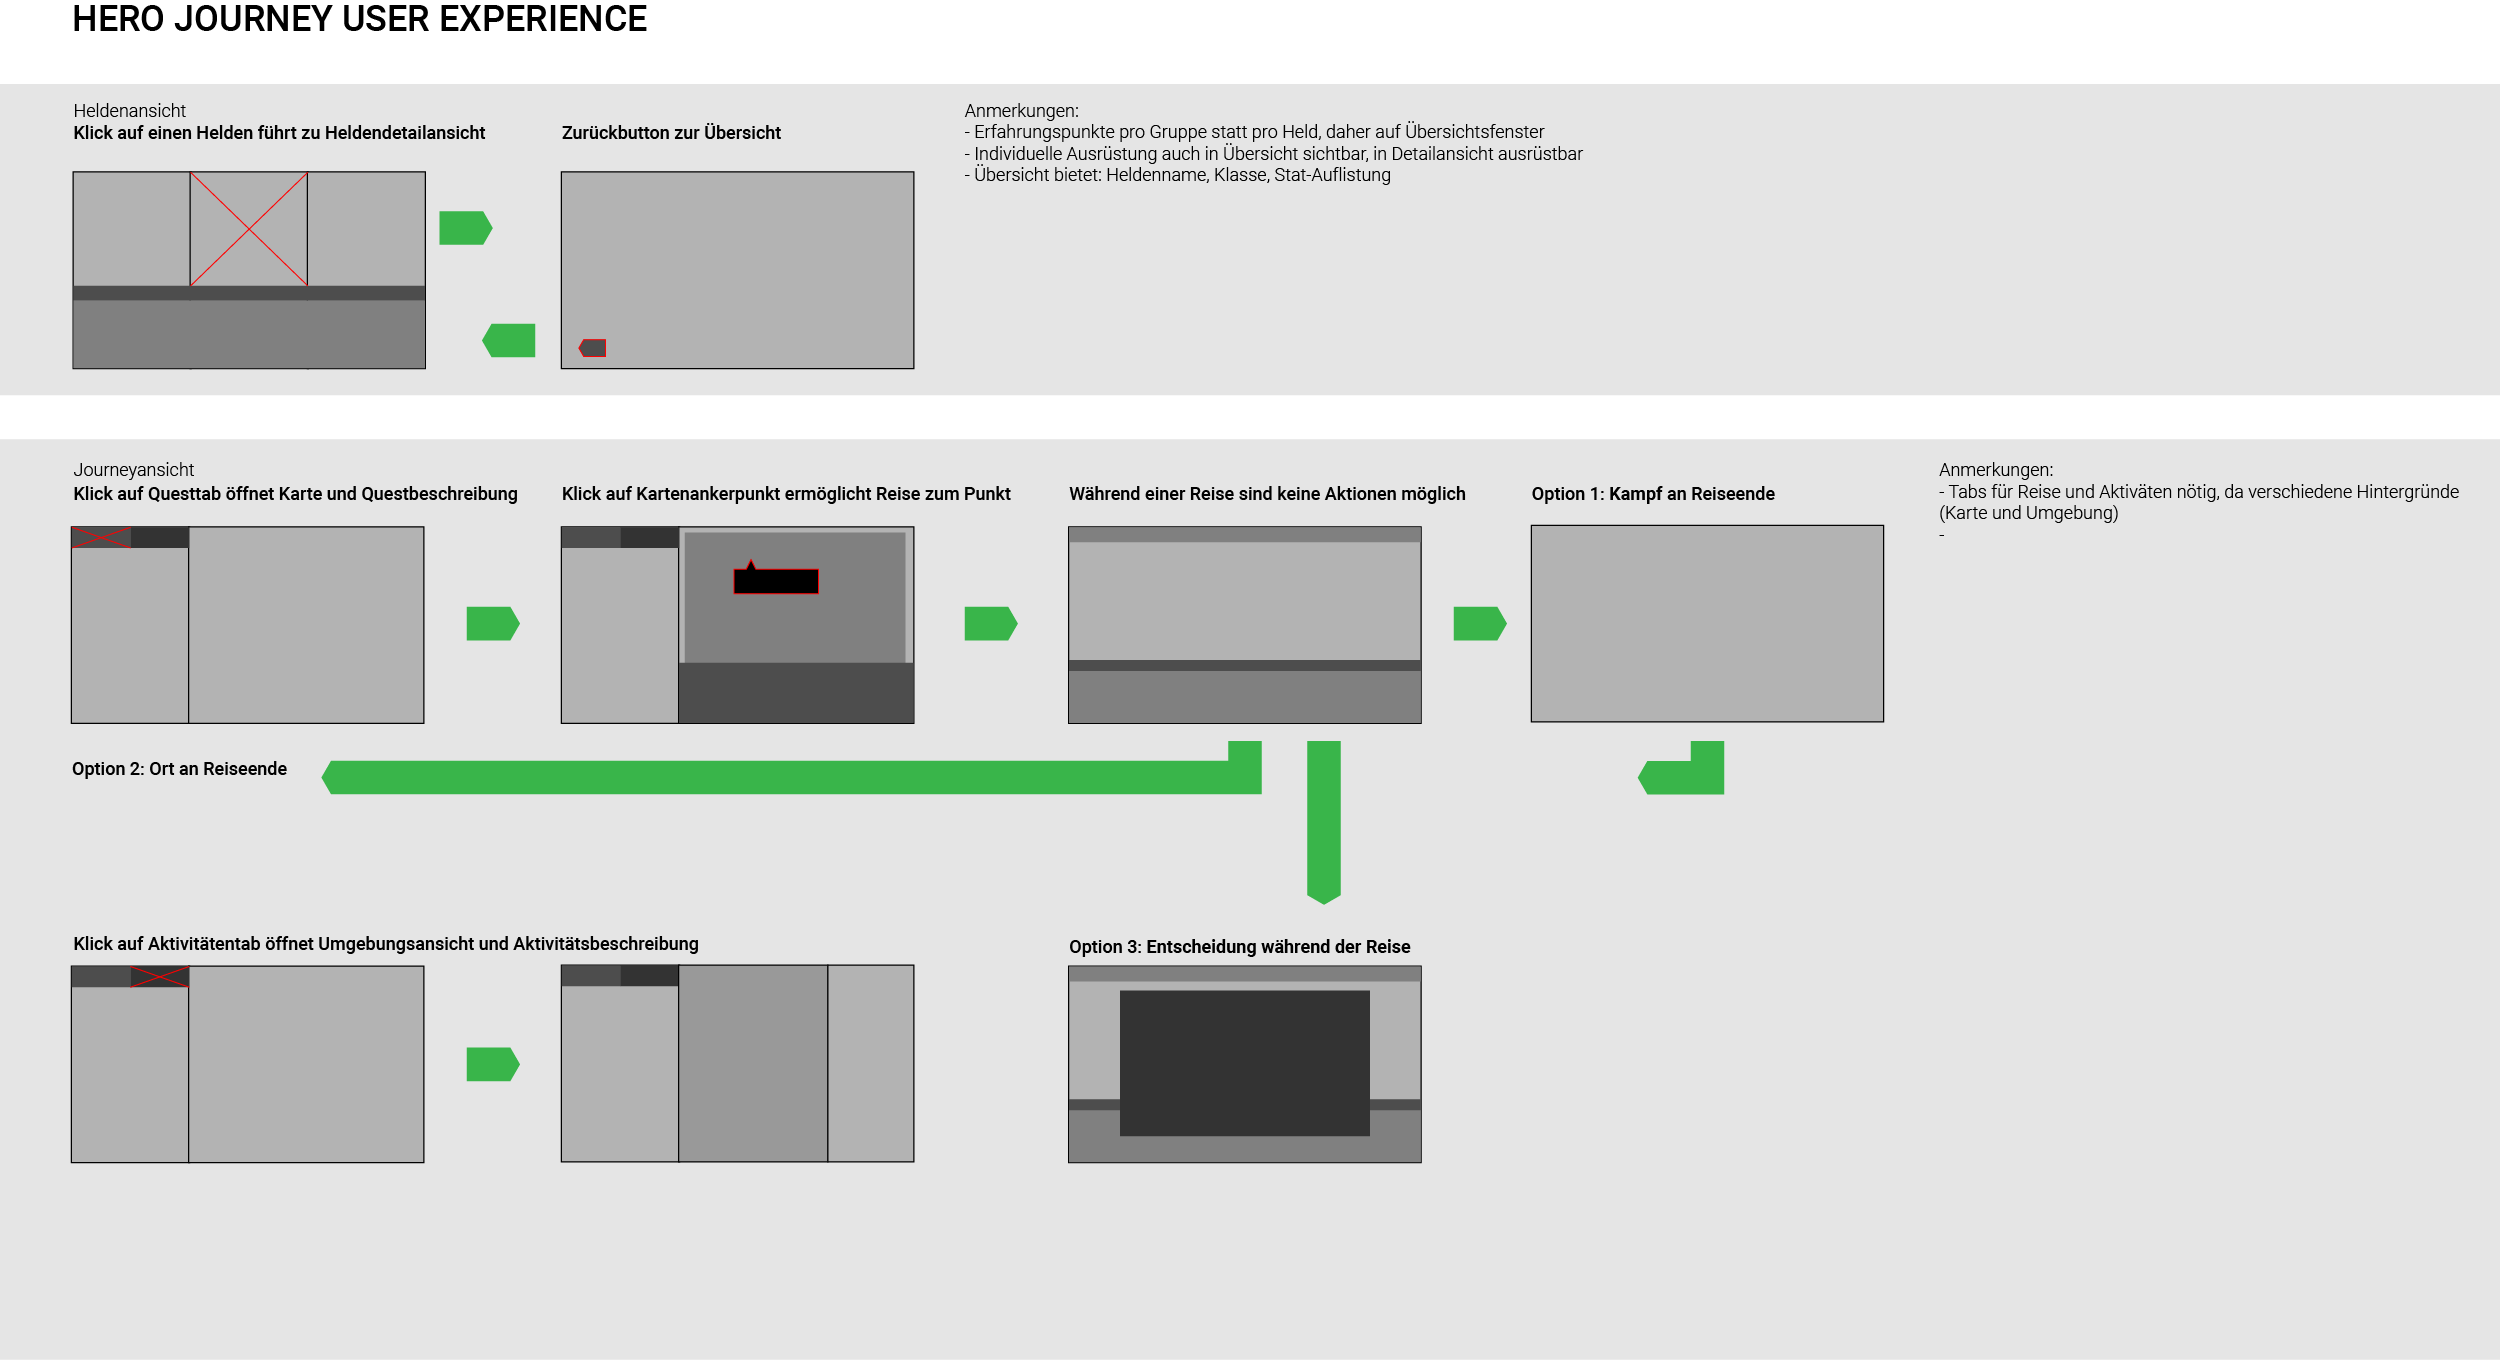 HERO JOURNEY USER EXPERIENCE
Heldenansicht
Klick auf einen Helden führt zu Heldendetailansicht
Zurückbutton zur Übersicht
Anmerkungen:
- Erfahrungspunkte pro Gruppe statt pro Held, daher auf Übersichtsfenster
- Individuelle Ausrüstung auch in Übersicht sichtbar, in Detailansicht ausrüstbar
- Übersicht bietet: Heldenname, Klasse, Stat-Auflistung
Journeyansicht
Klick auf Questtab öffnet Karte und Questbeschreibung
Klick auf Kartenankerpunkt ermöglicht Reise zum Punkt
Während einer Reise sind keine Aktionen möglich
Option 1: Kampf an Reiseende
Anmerkungen:
- Tabs für Reise und Aktiväten nötig, da verschiedene Hintergründe
(Karte und Umgebung)
-
Option 2: Ort an Reiseende
Klick auf Aktivitätentab öffnet Umgebungsansicht und Aktivitätsbeschreibung
Option 3: Entscheidung während der Reise